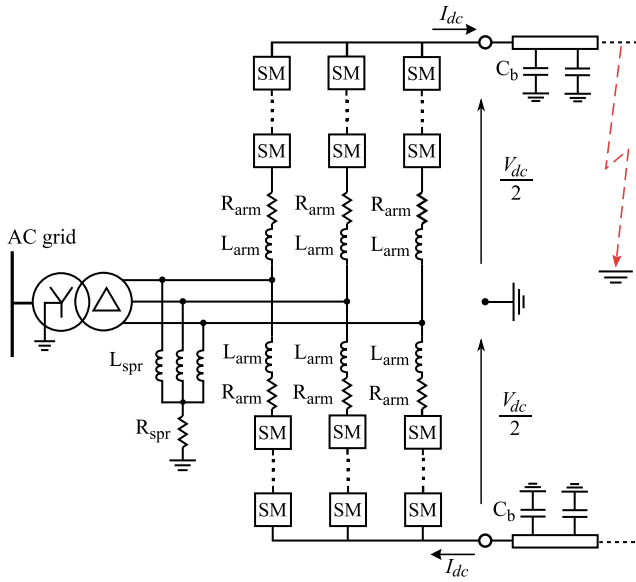 I_dc
SM SM SM
C_b
SM SM SM
V_dc
2
R_arm R_arm R_arm
AC grid
L_arm L_arm L_arm
L_spr
L_arm L_arm L_arm
R_arm R_arm R_arm
V_dc
2
R_spr
SM SM SM
SM SM SM
C_b
I_dc